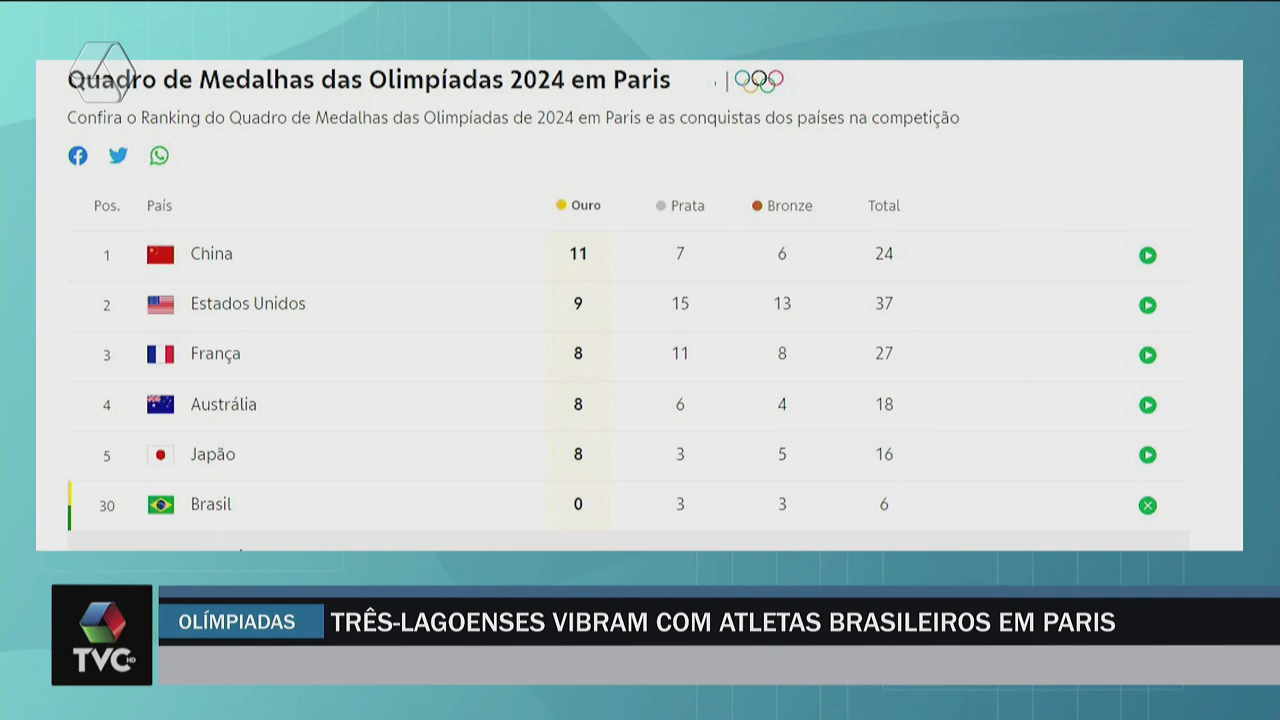 Quadro de Medalhas das Olimpíadas 2024 em Paris
Confira o Ranking do Quadro de Medalhas das Olimpíadas de 2024 em Paris e as conquistas dos países na competição
Pos. País Ouro Prata Bronze Total
1 China 11 7 6 24
2 Estados Unidos 9 15 13 37
3 França 8 11 8 27
4 Austrália 8 6 4 18
5 Japão 8 3 5 16
30 Brasil 0 3 3 6
OLÍMPIADAS TRÊS-LAGOENSES VIBRAM COM ATLETAS BRASILEIROS EM PARIS
TVC HD